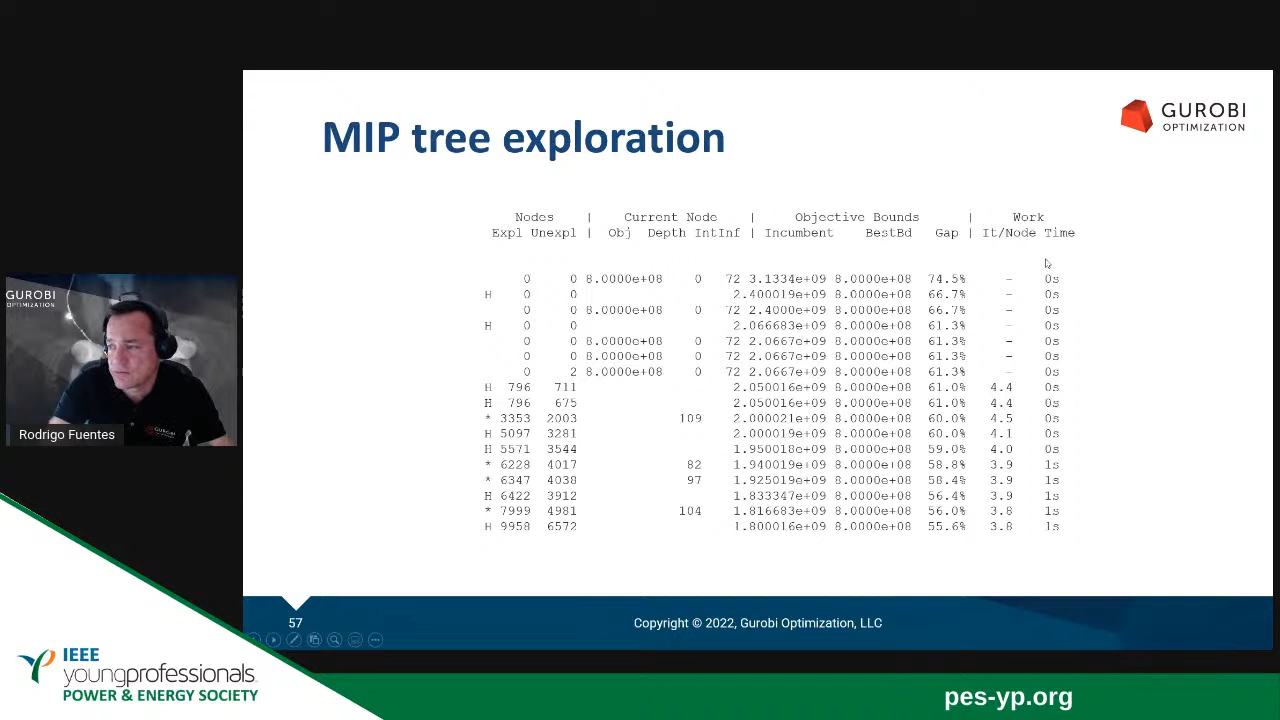 MIP tree exploration
GUROBI
OPTIMIZATION
Nodes | Current Node | Objective Bounds | Work
Expl Unexpl | Obj Depth IntInf | Incumbent BestBd Gap | It/Node Time
0 0 8.0000e+08 0 72 3.1334e+09 8.0000e+08 74.5% - 0s
H 0 0 2.400019e+09 8.0000e+08 66.7% - 0s
0 0 8.0000e+08 0 72 2.4000e+09 8.0000e+08 66.7% - 0s
H 0 0 2.066683e+09 8.0000e+08 61.3% - 0s
0 0 8.0000e+08 0 72 2.0667e+09 8.0000e+08 61.3% - 0s
0 0 8.0000e+08 0 72 2.0667e+09 8.0000e+08 61.3% - 0s
0 2 8.0000e+08 0 72 2.0667e+09 8.0000e+08 61.3% - 0s
H 796 711 2.050016e+09 8.0000e+08 61.0% 4.4 0s
H 796 675 2.050016e+09 8.0000e+08 61.0% 4.4 0s
* 3353 2003 109 2.000021e+09 8.0000e+08 60.0% 4.5 0s
H 5097 3281 2.000019e+09 8.0000e+08 60.0% 4.1 0s
H 5571 3544 1.950018e+09 8.0000e+08 59.0% 4.0 0s
* 6228 4017 82 1.940019e+09 8.0000e+08 58.8% 3.9 1s
* 6347 4038 97 1.925019e+09 8.0000e+08 58.4% 3.9 1s
H 6422 3912 1.833347e+09 8.0000e+08 56.4% 3.9 1s
* 7999 4981 104 1.816683e+09 8.0000e+08 56.0% 3.8 1s
H 9958 6572 1.800016e+09 8.0000e+08 55.6% 3.8 1s
GUROBI
OPTIMIZATION
GUROBI
Rodrigo Fuentes
57
Copyright © 2022, Gurobi Optimization, LLC
IEEE
youngprofessionals
POWER & ENERGY SOCIETY
pes-yp.org